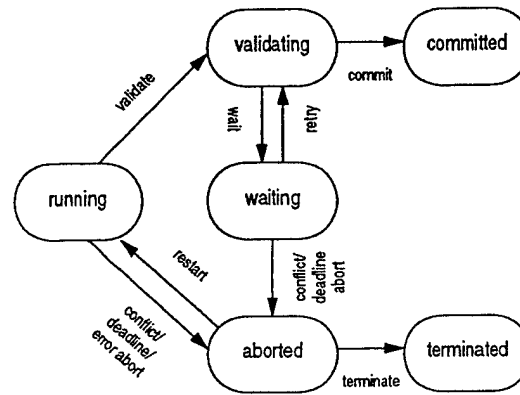 validating
committed
commit
validate
wait
retry
running
waiting
restart
conflict/
deadline
abort
conflict/
deadline/
error abort
aborted
terminated
terminate